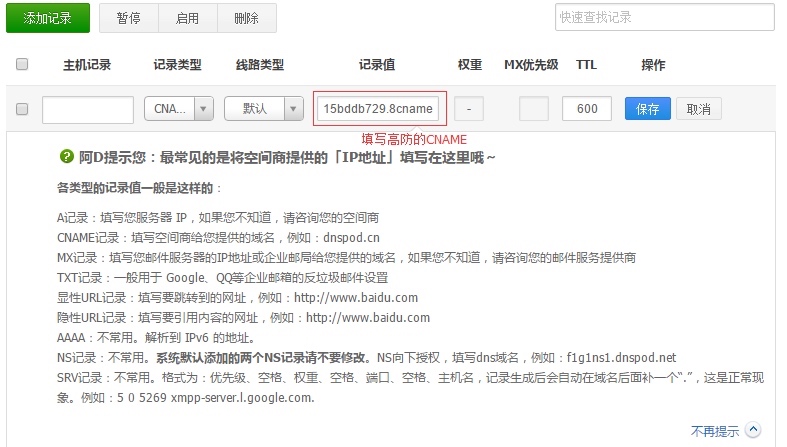 添加记录 暂停 启用 删除 快速查找记录
主机记录 记录类型 线路类型 记录值 权重 MX优先级 TTL 操作
CNA... 默认 15bddb729.8cname - 600 保存 取消
填写高防的CNAME
阿D提示您：最常见的是将空间商提供的「IP地址」填写在这里哦～
各类型的记录值一般是这样的：
A记录：填写您服务器 IP，如果您不知道，请咨询您的空间商
CNAME记录：填写空间商给您提供的域名，例如：dnspod.cn
MX记录：填写您邮件服务器的IP地址或企业邮局给您提供的域名，如果您不知道，请咨询您的邮件服务提供商
TXT记录：一般用于 Google、QQ等企业邮箱的反垃圾邮件设置
显性URL记录：填写要跳转到的网址，例如：http://www.baidu.com
隐性URL记录：填写要引用内容的网址，例如：http://www.baidu.com
AAAA：不常用。解析到 IPv6 的地址。
NS记录：不常用。系统默认添加的两个NS记录请不要修改。NS向下授权，填写dns域名，例如：f1g1ns1.dnspod.net
SRV记录：不常用。格式为：优先级、空格、权重、空格、端口、空格、主机名，记录生成后会自动在域名后面补一个“.”，这是正常现
象。例如：5 0 5269 xmpp-server.l.google.com.
不再提示